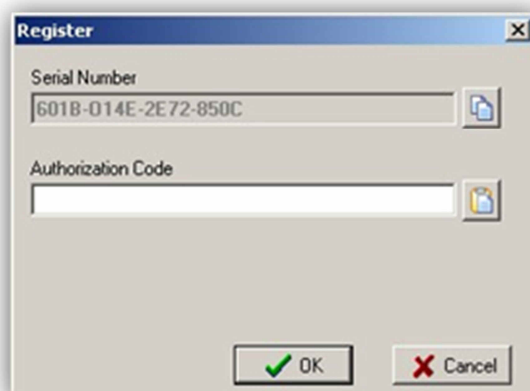 Register
Serial Number
601B-014E-2E72-850C
Authorization Code
OK
Cancel